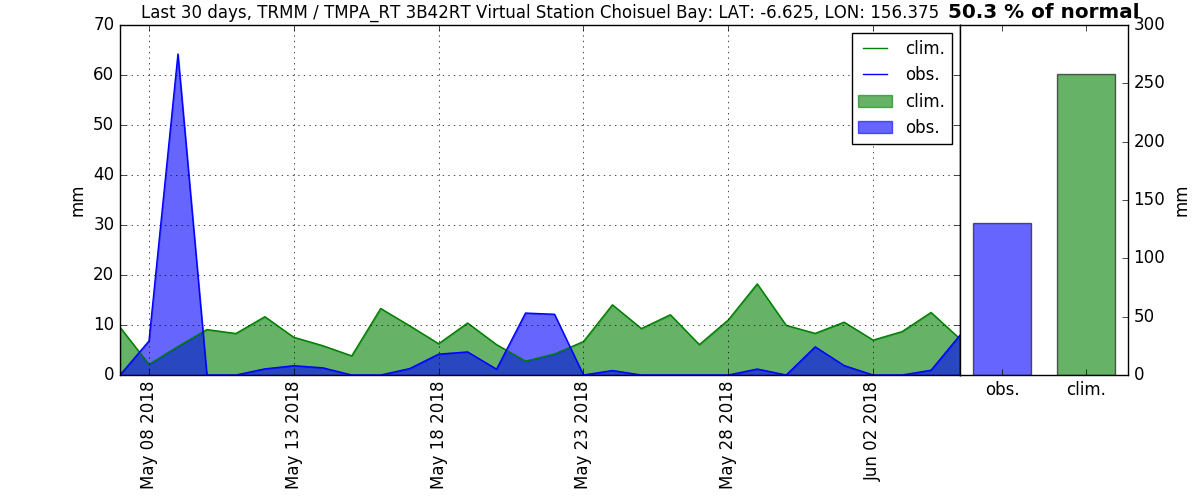 Last 30 days, TRMM / TMPA_RT 3B42RT Virtual Station Choisuel Bay: LAT: -6.625, LON: 156.375
50.3 % of normal
70
60
50
40
30
20
10
0
mm
clim.
obs.
clim.
obs.
May 08 2018
May 13 2018
May 18 2018
May 23 2018
May 28 2018
Jun 02 2018
300
250
200
150
100
50
0
mm
obs.
clim.